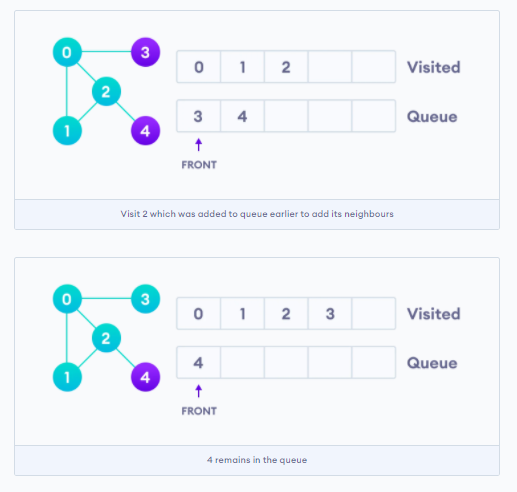 0 3
0 1 2 Visited
2
3 4 Queue
1 4
FRONT
Visit 2 which was added to queue earlier to add its neighbours
0 3
0 1 2 3 Visited
2
4 Queue
1 4
FRONT
4 remains in the queue